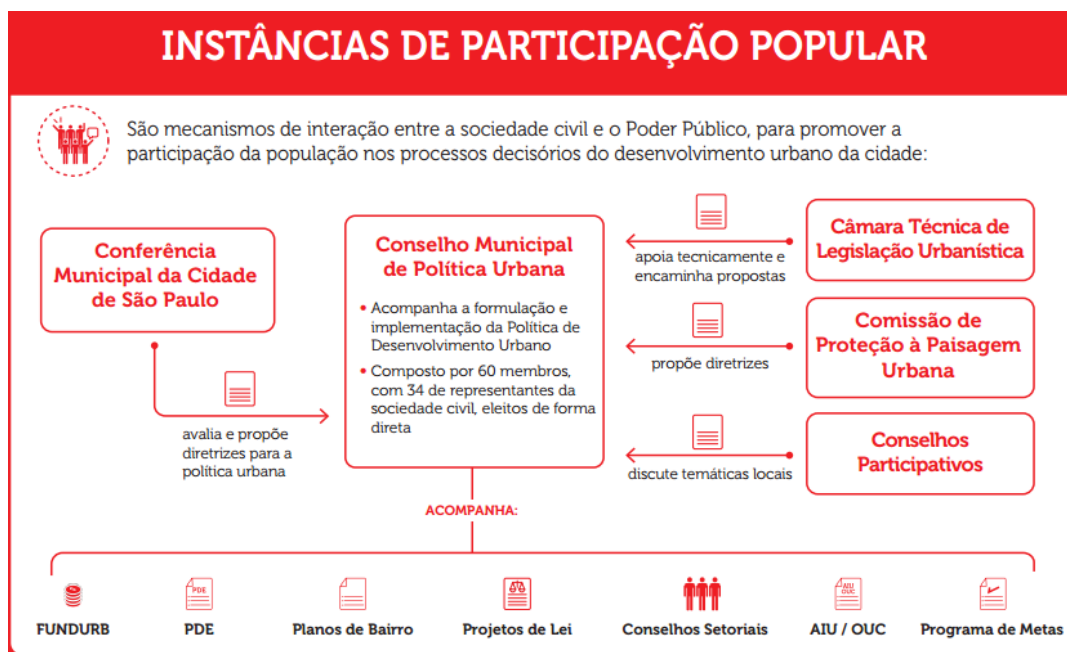 INSTÂNCIAS DE PARTICIPAÇÃO POPULAR
São mecanismos de interação entre a sociedade civil e o Poder Público, para promover a
participação da população nos processos decisórios do desenvolvimento urbano da cidade:
Conferência
Municipal da Cidade
de São Paulo
avalia e propõe
diretrizes para a
política urbana
Conselho Municipal
de Política Urbana
• Acompanha a formulação e
implementação da Política de
Desenvolvimento Urbano
• Composto por 60 membros,
com 34 de representantes da
sociedade civil, eleitos de forma
direta
apoia tecnicamente e
encaminha propostas
Câmara Técnica de
Legislação Urbanística
propõe diretrizes
Comissão de
Proteção à Paisagem
Urbana
discute temáticas locais
Conselhos
Participativos
ACOMPANHA:
PDE
AIU
OUC
FUNDURB
PDE
Planos de Bairro
Projetos de Lei
Conselhos Setoriais
AIU / OUC
Programa de Metas